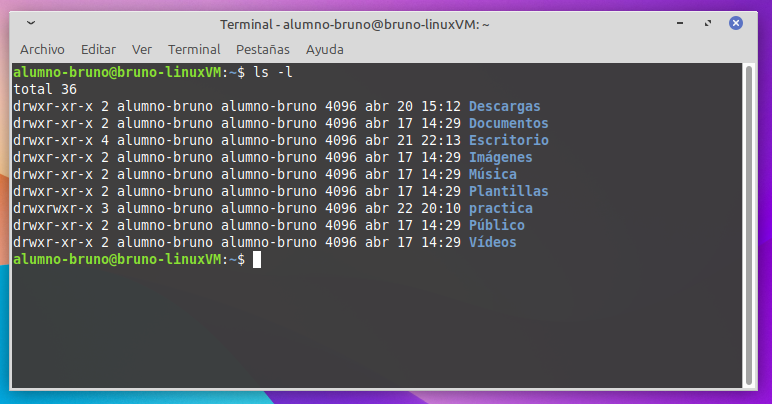 Terminal - alumno-bruno@bruno-linuxVM: ~
Archivo Editar Ver Terminal Pestañas Ayuda
alumno-bruno@bruno-linuxVM:~$ ls -l
total 36
drwxr-xr-x 2 alumno-bruno alumno-bruno 4096 abr 20 15:12 Descargas
drwxr-xr-x 2 alumno-bruno alumno-bruno 4096 abr 17 14:29 Documentos
drwxr-xr-x 4 alumno-bruno alumno-bruno 4096 abr 21 22:13 Escritorio
drwxr-xr-x 2 alumno-bruno alumno-bruno 4096 abr 17 14:29 Imágenes
drwxr-xr-x 2 alumno-bruno alumno-bruno 4096 abr 17 14:29 Música
drwxr-xr-x 2 alumno-bruno alumno-bruno 4096 abr 17 14:29 Plantillas
drwxrwxr-x 3 alumno-bruno alumno-bruno 4096 abr 22 20:10 practica
drwxr-xr-x 2 alumno-bruno alumno-bruno 4096 abr 17 14:29 Público
drwxr-xr-x 2 alumno-bruno alumno-bruno 4096 abr 17 14:29 Vídeos
alumno-bruno@bruno-linuxVM:~$